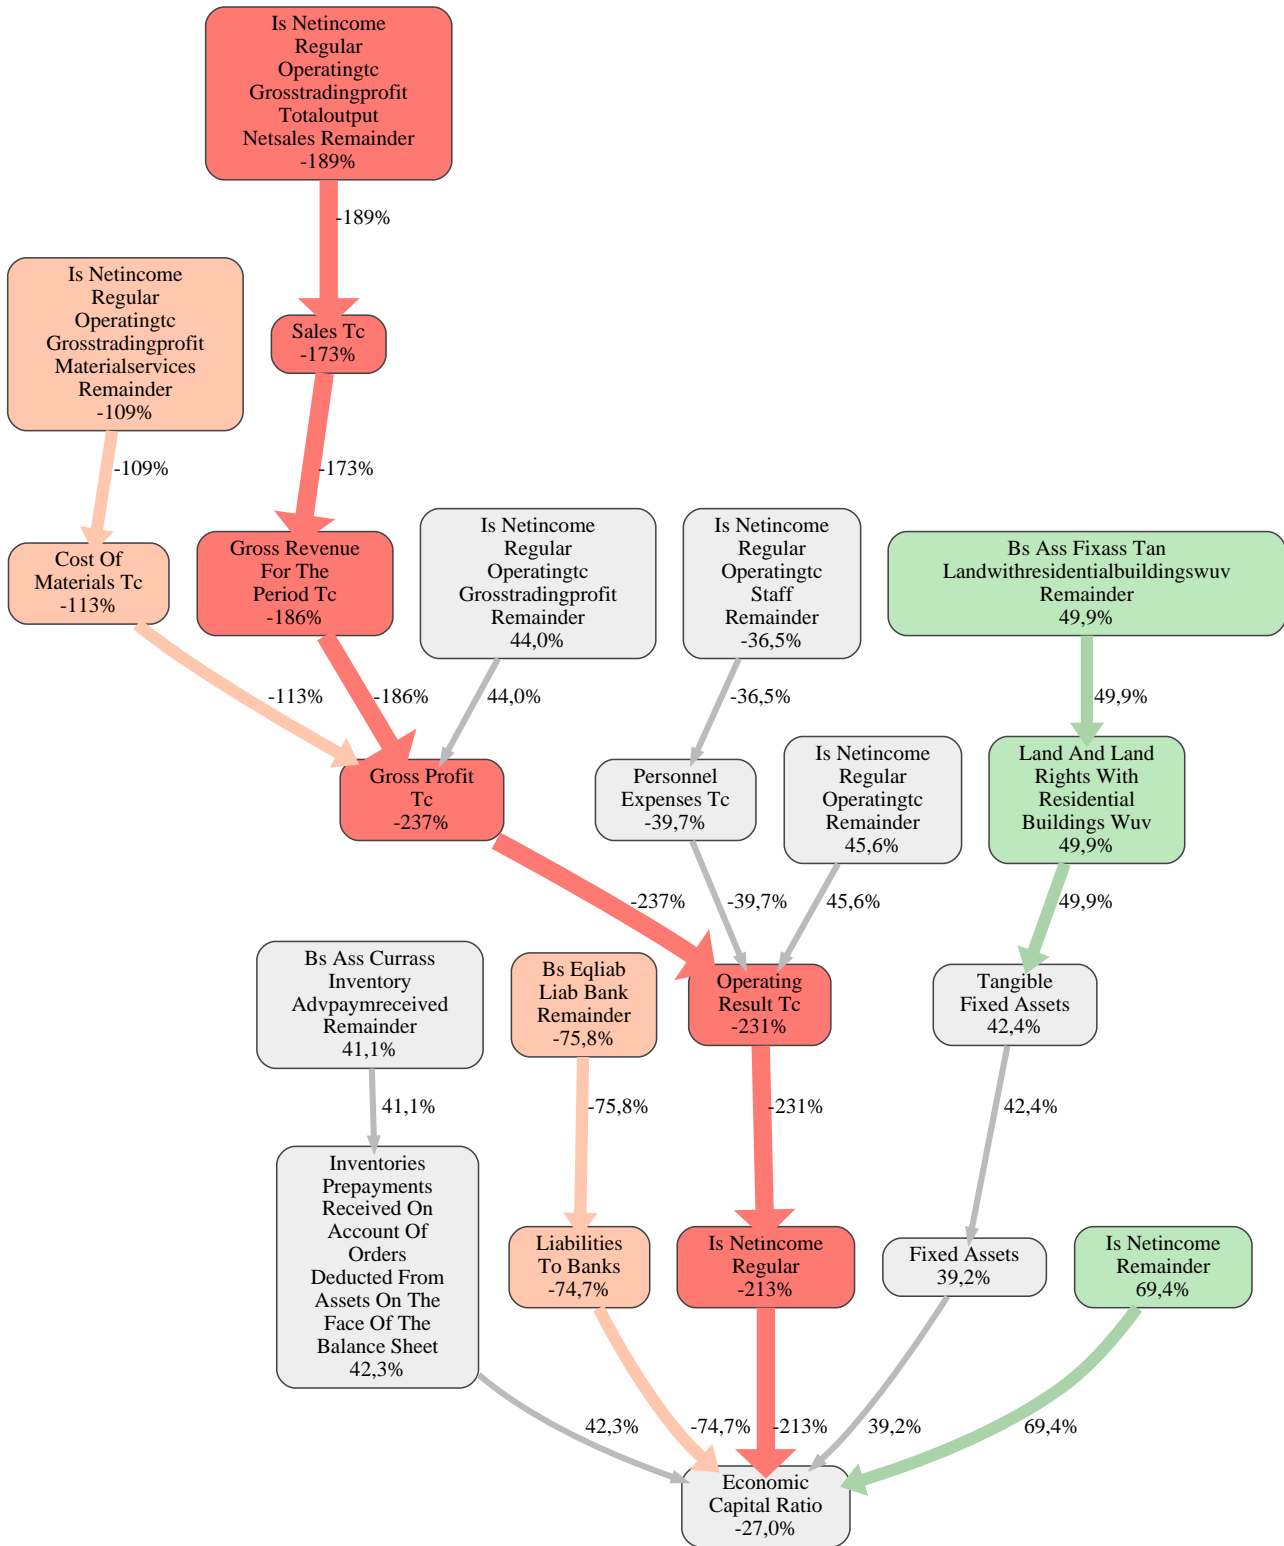 Is Netincome
Regular
Operatingtc
Grosstradingprofit
Totaloutput
Netsales Remainder
-189%
-189%
Is Netincome
Regular
Operatingtc
Grosstradingprofit
Materialservices
Remainder
-109%
Sales Tc
-173%
-109%
-173%
Cost Of
Materials Tc
-113%
Gross Revenue
For The
Period Tc
-186%
Is Netincome
Regular
Operatingtc
Grosstradingprofit
Remainder
44,0%
Is Netincome
Regular
Operatingtc
Staff
Remainder
-36,5%
Bs Ass Fixass Tan
Landwithresidentialbuildingswuv
Remainder
49,9%
-113%
-186%
44,0%
-36,5%
49,9%
Gross Profit
Tc
-237%
Personnel
Expenses Tc
-39,7%
Is Netincome
Regular
Operatingtc
Remainder
45,6%
Land And Land
Rights With
Residential
Buildings Wuv
49,9%
-237%
-39,7%
45,6%
49,9%
Bs Ass Currass
Inventory
Advpaymreceived
Remainder
41,1%
Bs Eqliab
Liab Bank
Remainder
-75,8%
Operating
Result Tc
-231%
Tangible
Fixed Assets
42,4%
41,1%
-75,8%
-231%
42,4%
Inventories
Prepayments
Received On
Account Of
Orders
Deducted From
Assets On The
Face Of The
Balance Sheet
42,3%
Liabilities
To Banks
-74,7%
Is Netincome
Regular
-213%
Fixed Assets
39,2%
Is Netincome
Remainder
69,4%
42,3%
-74,7%
-213%
39,2%
69,4%
Economic
Capital Ratio
-27,0%